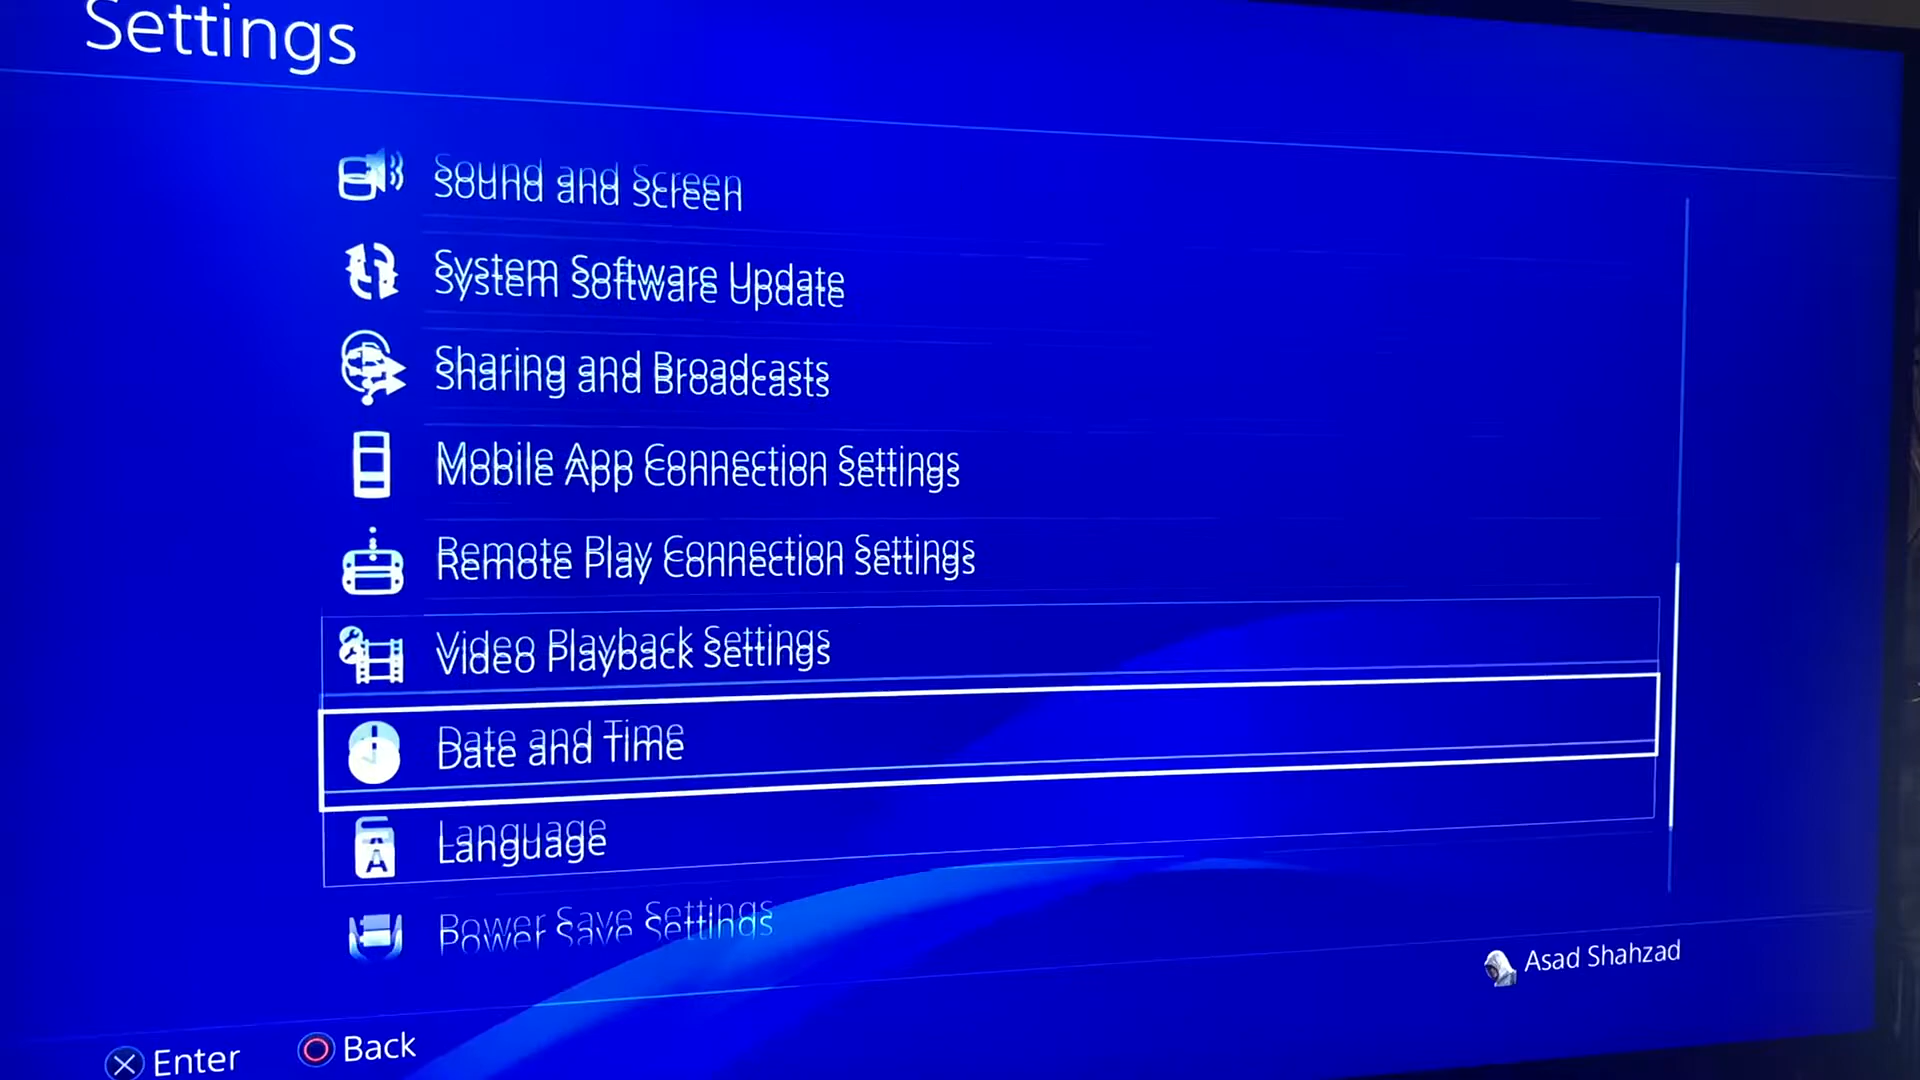 Settings
Sound and Screen
System Software Update
Sharing and Broadcasts
Mobile App Connection Settings
Remote Play Connection Settings
Video Playback Settings
Date and Time
Language
Power Save Settings
Asad Shahzad
Enter
Back